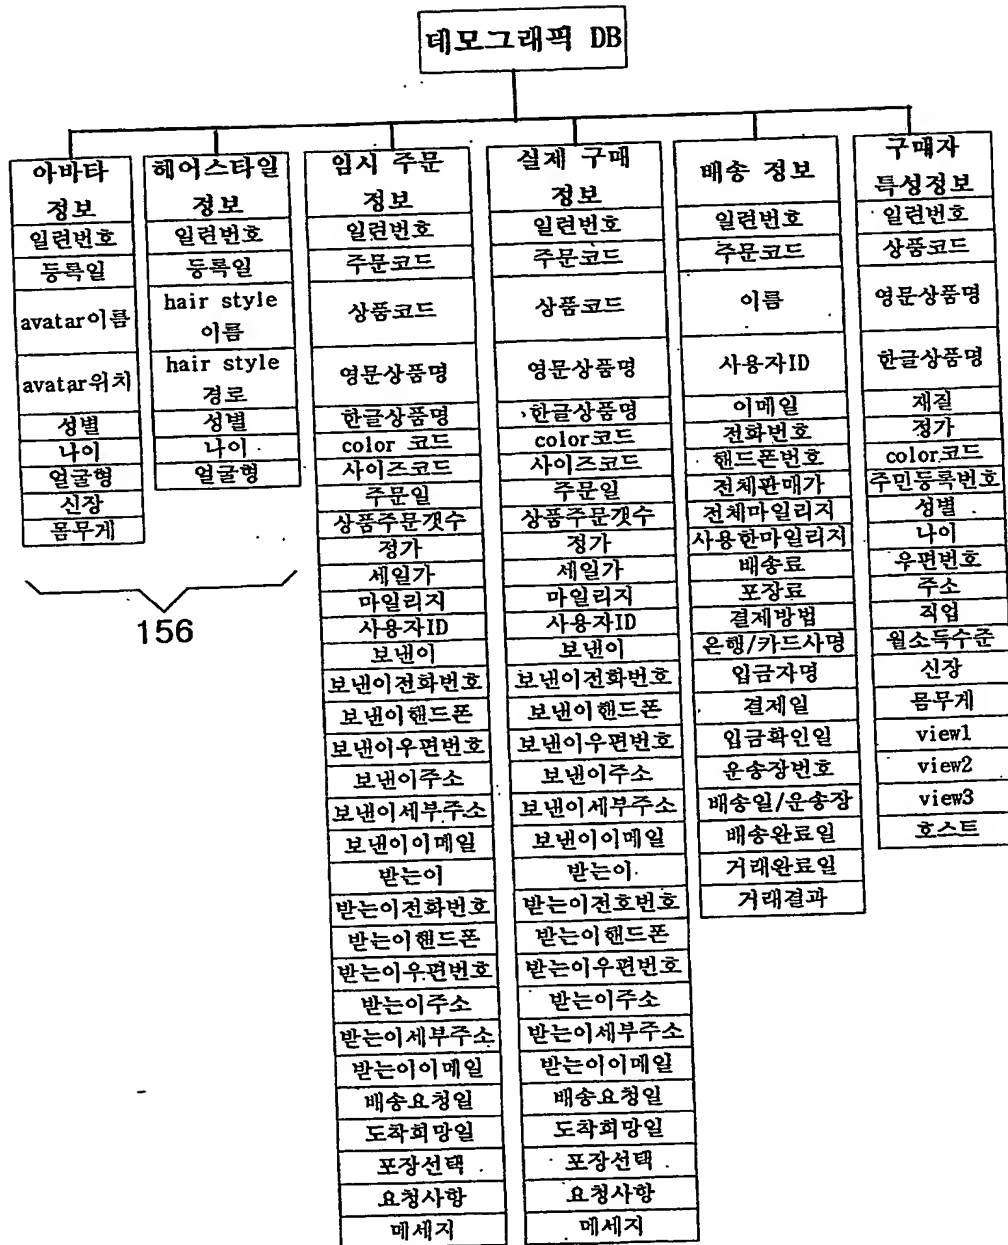 데모그래픽 DB
아바타
정보
일련번호
등록일
avatar이름
avatar위치
성별
나이
얼굴형
신장
몸무게
헤어스타일
정보
일련번호
등록일
hair style
이름
hair style
경로
성별
나이
얼굴형
156
임시 주문
정보
일련번호
주문코드
상품코드
영문상품명
한글상품명
color 코드
사이즈코드
주문일
상품주문갯수
정가
세일가
마일리지
사용자ID
보낸이
보낸이전화번호
보낸이핸드폰
보낸이우편번호
보낸이주소
보낸이세부주소
보낸이이메일
받는이
받는이전화번호
받는이핸드폰
받는이우편번호
받는이주소
받는이세부주소
받는이이메일
배송요청일
도착희망일
포장선택
요청사항
메세지
실제 구매
정보
일련번호
주문코드
상품코드
영문상품명
한글상품명
color코드
사이즈코드
주문일
상품주문갯수
정가
세일가
마일리지
사용자ID
보낸이
보낸이전화번호
보낸이핸드폰
보낸이우편번호
보낸이주소
보낸이세부주소
보낸이이메일
받는이
받는이전호번호
받는이핸드폰
받는이우편번호
받는이주소
받는이세부주소
받는이이메일
배송요청일
도착희망일
포장선택
요청사항
메세지
배송 정보
일련번호
주문코드
이름
사용자ID
이메일
전화번호
핸드폰번호
전체판매가
전체마일리지
사용한마일리지
배송료
포장료
결제방법
은행/카드사명
입금자명
결제일
입금확인일
운송장번호
배송일/운송장
배송완료일
거래완료일
거래결과
구매자
특성정보
일련번호
상품코드
영문상품명
한글상품명
재질
정가
color코드
주민등록번호
성별
나이
우편번호
주소
직업
월소득수준
신장
몸무게
view1
view2
view3
호스트